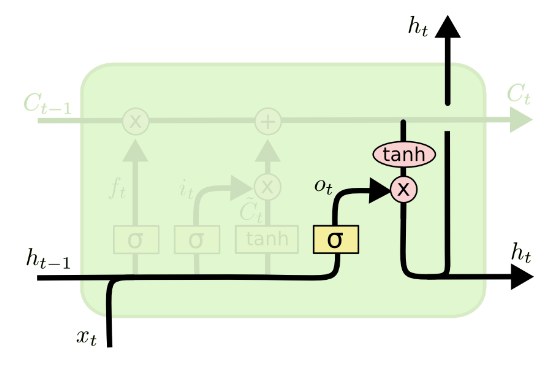 h_t
C_{t-1}
C_t
x
+
tanh
f_t
i_t
x
o_t
x
C̃_t
σ
σ
tanh
σ
h_{t-1}
h_t
x_t